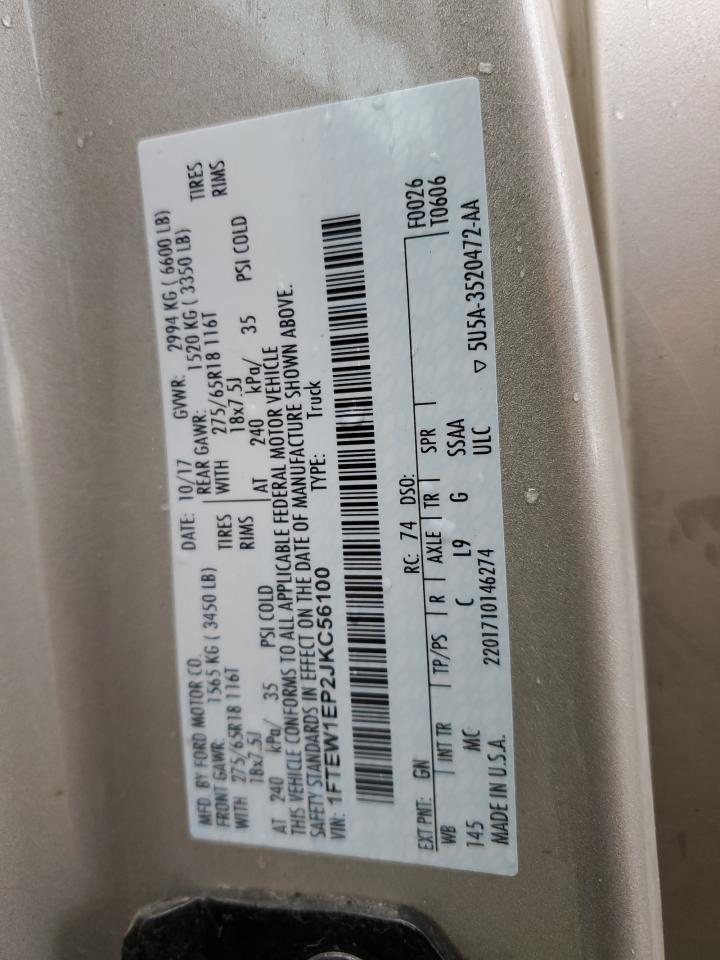 MFD. BY FORD MOTOR CO. DATE: 10/17 GVWR: 2994 KG ( 6600 LB)
FRONT GAWR: 1565 KG ( 3450 LB) REAR GAWR: 1520 KG ( 3350 LB)
WITH 275/65R18 116T TIRES WITH 275/65R18 116T TIRES
18x7.5J RIMS 18x7.5J RIMS
AT 240 kPa/ 35 PSI COLD AT 240 kPa/ 35 PSI COLD
THIS VEHICLE CONFORMS TO ALL APPLICABLE FEDERAL MOTOR VEHICLE
SAFETY STANDARDS IN EFFECT ON THE DATE OF MANUFACTURE SHOWN ABOVE.
VIN: 1FTEW1EP2JKC56100 TYPE: Truck
EXT PNT: GN RC: 74 DSO: F0026
WB INT TR TP/PS R AXLE TR SPR T0606
145 MC C L9 G SSAA
MADE IN U.S.A. 2201710146274 ULC ▽ 5U5A-3520472-AA